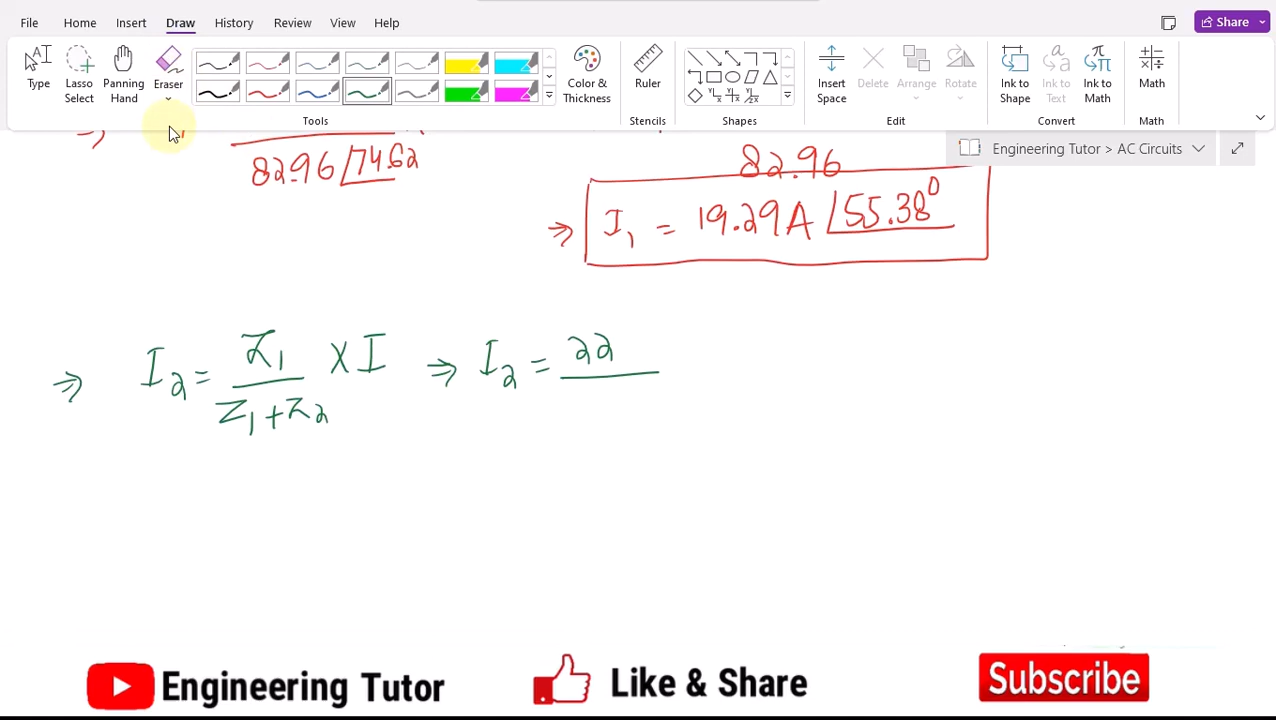 File Home Insert Draw History Review View Help Share
Type Lasso Select Panning Hand Eraser Color & Thickness Ruler Shapes Insert Space Delete Arrange Rotate Ink to Shape Ink to Text Ink to Math Math
Tools Stencils Shapes Edit Convert Math
Engineering Tutor > AC Circuits
82.96 ∠74.62
82.96
⇒ I₁ = 19.29A ∠55.38⁰
⇒ I₂ = Z₁ / Z₁+Z₂ X I ⇒ I₂ = 22
Engineering Tutor Like & Share Subscribe